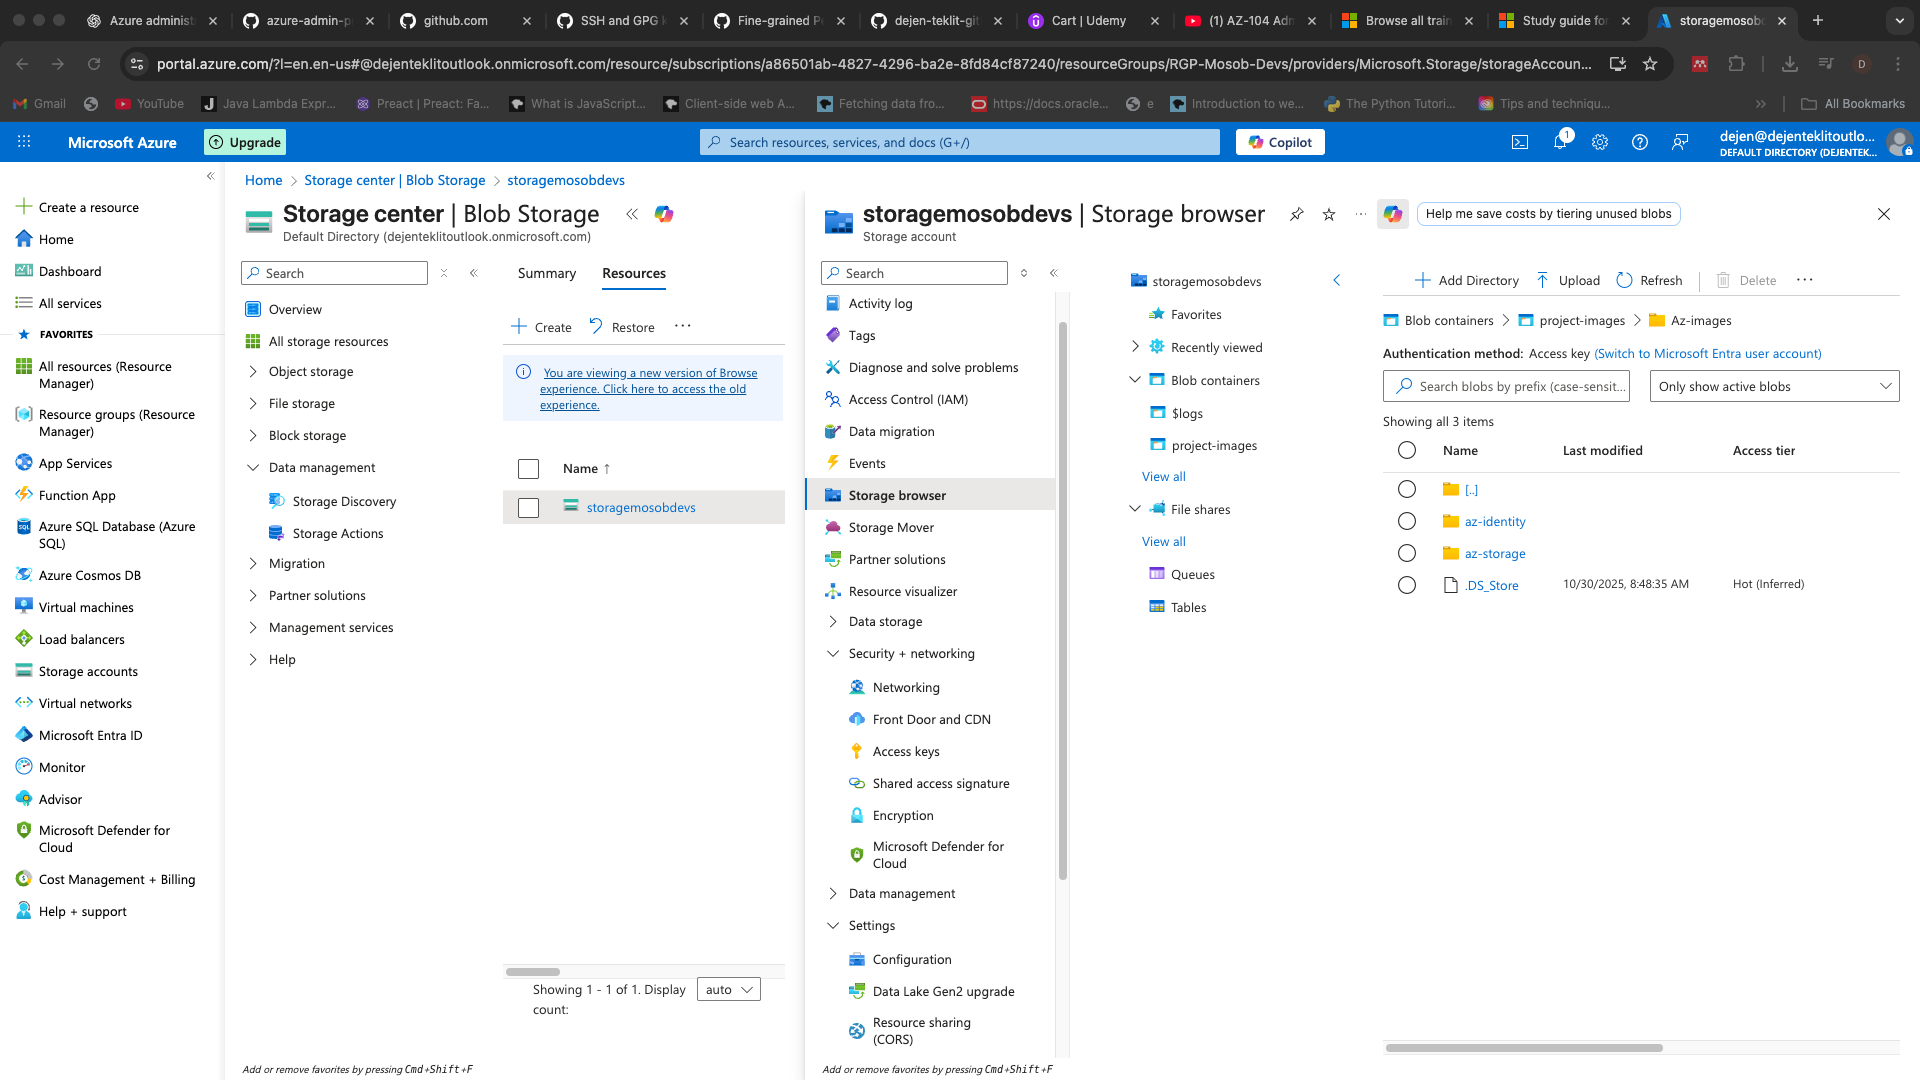 Azure administ
azure-admin-p
github.com
SSH and GPG k
Fine-grained Pe
dejen-teklit-git
Cart | Udemy
(1) AZ-104 Adm
Browse all train
Study guide for
storagemosobd
portal.azure.com/?l=en.en-us#@dejenteklitoutlook.onmicrosoft.com/resource/subscriptions/a86501ab-4827-4296-ba2e-8fd84cf87240/resourceGroups/RGP-Mosob-Devs/providers/Microsoft.Storage/storageAccoun...
D
Gmail
YouTube
Java Lambda Expr...
Preact | Preact: Fa...
What is JavaScript...
Client-side web A...
Fetching data fro...
https://docs.oracle...
e
Introduction to we...
The Python Tutori...
Tips and techniqu...
All Bookmarks
Microsoft Azure
Upgrade
Search resources, services, and docs (G+/)
Copilot
1
dejen@dejenteklitoutlo...
DEFAULT DIRECTORY (DEJENTEK...
Create a resource
Home
Dashboard
All services
FAVORITES
All resources (Resource
Manager)
Resource groups (Resource
Manager)
App Services
Function App
Azure SQL Database (Azure
SQL)
Azure Cosmos DB
Virtual machines
Load balancers
Storage accounts
Virtual networks
Microsoft Entra ID
Monitor
Advisor
Microsoft Defender for
Cloud
Cost Management + Billing
Help + support
Home > Storage center | Blob Storage > storagemosobdevs
Storage center | Blob Storage
Default Directory (dejenteklitoutlook.onmicrosoft.com)
Search
Overview
All storage resources
Object storage
File storage
Block storage
Data management
Storage Discovery
Storage Actions
Migration
Partner solutions
Management services
Help
Add or remove favorites by pressing Cmd+Shift+F
Summary
Resources
Create
Restore
You are viewing a new version of Browse
experience. Click here to access the old
experience.
Name ↑
storagemosobdevs
Showing 1 - 1 of 1. Display
count:
auto
storagemosobdevs | Storage browser
Storage account
Help me save costs by tiering unused blobs
Search
Activity log
Tags
Diagnose and solve problems
Access Control (IAM)
Data migration
Events
Storage browser
Storage Mover
Partner solutions
Resource visualizer
Data storage
Security + networking
Networking
Front Door and CDN
Access keys
Shared access signature
Encryption
Microsoft Defender for
Cloud
Data management
Settings
Configuration
Data Lake Gen2 upgrade
Resource sharing
(CORS)
Add or remove favorites by pressing Cmd+Shift+F
storagemosobdevs
Favorites
Recently viewed
Blob containers
$logs
project-images
View all
File shares
View all
Queues
Tables
Add Directory
Upload
Refresh
Delete
Blob containers > project-images > Az-images
Authentication method: Access key (Switch to Microsoft Entra user account)
Search blobs by prefix (case-sensit...
Only show active blobs
Showing all 3 items
Name Last modified Access tier
[..]
az-identity
az-storage
.DS_Store 10/30/2025, 8:48:35 AM Hot (Inferred)